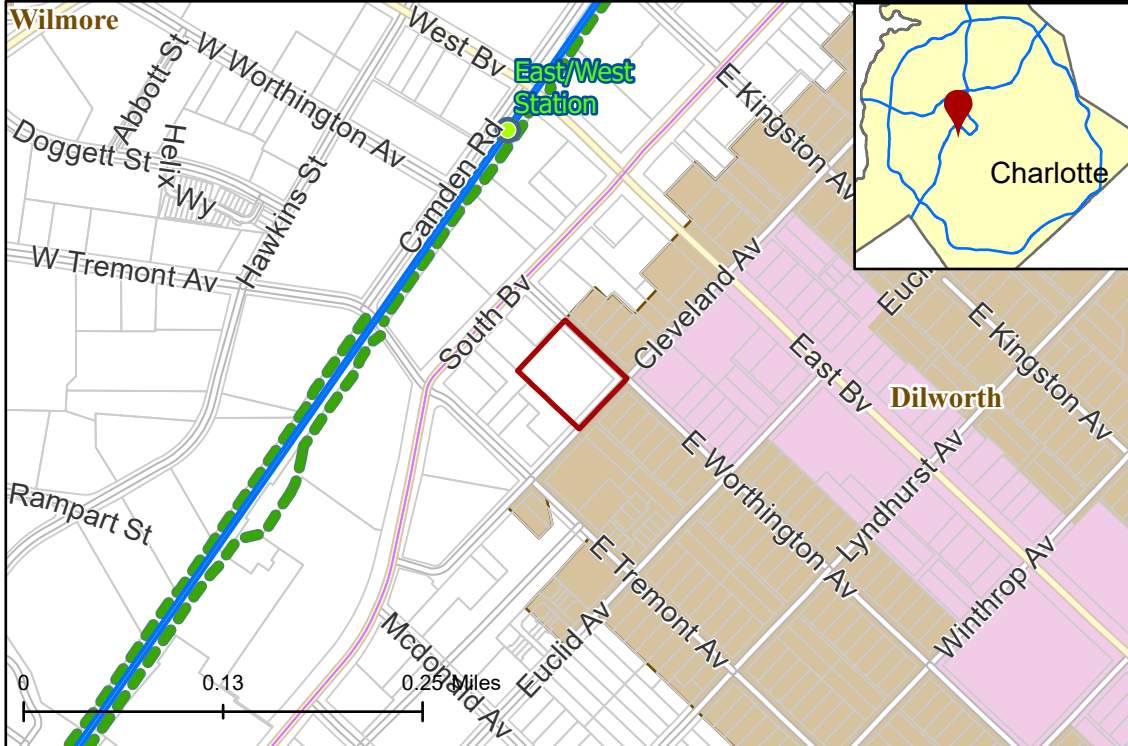 Wilmore
West Bv
W Worthington Av
Abbott St
East/West
Station
E Kingston Av
Charlotte
Doggett St
Helix
Wy
Camden Rd
Hawkins St
W Tremont Av
South Bv
Cleveland Av
E Kingston Av
East Bv
Dilworth
E Worthington Av
Lyndhurst Av
Rampart St
E Tremont Av
Winthrop Av
Euclid Av
Mcdonald Av
0
0.13
0.25 Miles